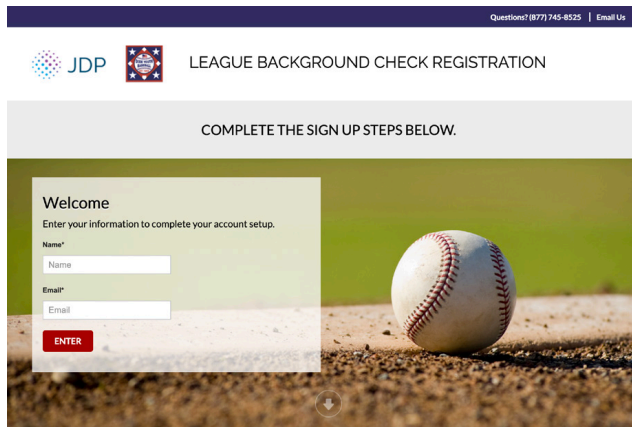 Questions? (877) 745-8525 | Email Us
JDP
LEAGUE BACKGROUND CHECK REGISTRATION
COMPLETE THE SIGN UP STEPS BELOW.
Welcome
Enter your information to complete your account setup.
Name*
Name
Email*
Email
ENTER